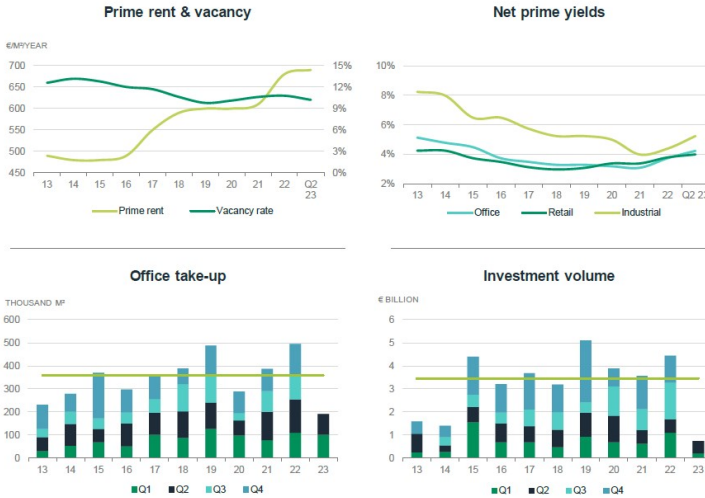 Prime rent & vacancy
€/M²/YEAR
700 15%
650 12%
600 9%
550 6%
500 3%
450 0%
13 14 15 16 17 18 19 20 21 22 Q2
23
Prime rent Vacancy rate
Net prime yields
10%
8%
6%
4%
2%
13 14 15 16 17 18 19 20 21 22 Q2 23
Office Retail Industrial
Office take-up
THOUSAND M²
600
500
400
300
200
100
0
13 14 15 16 17 18 19 20 21 22 23
Q1 Q2 Q3 Q4
Investment volume
€ BILLION
6
5
4
3
2
1
0
13 14 15 16 17 18 19 20 21 22 23
Q1 Q2 Q3 Q4